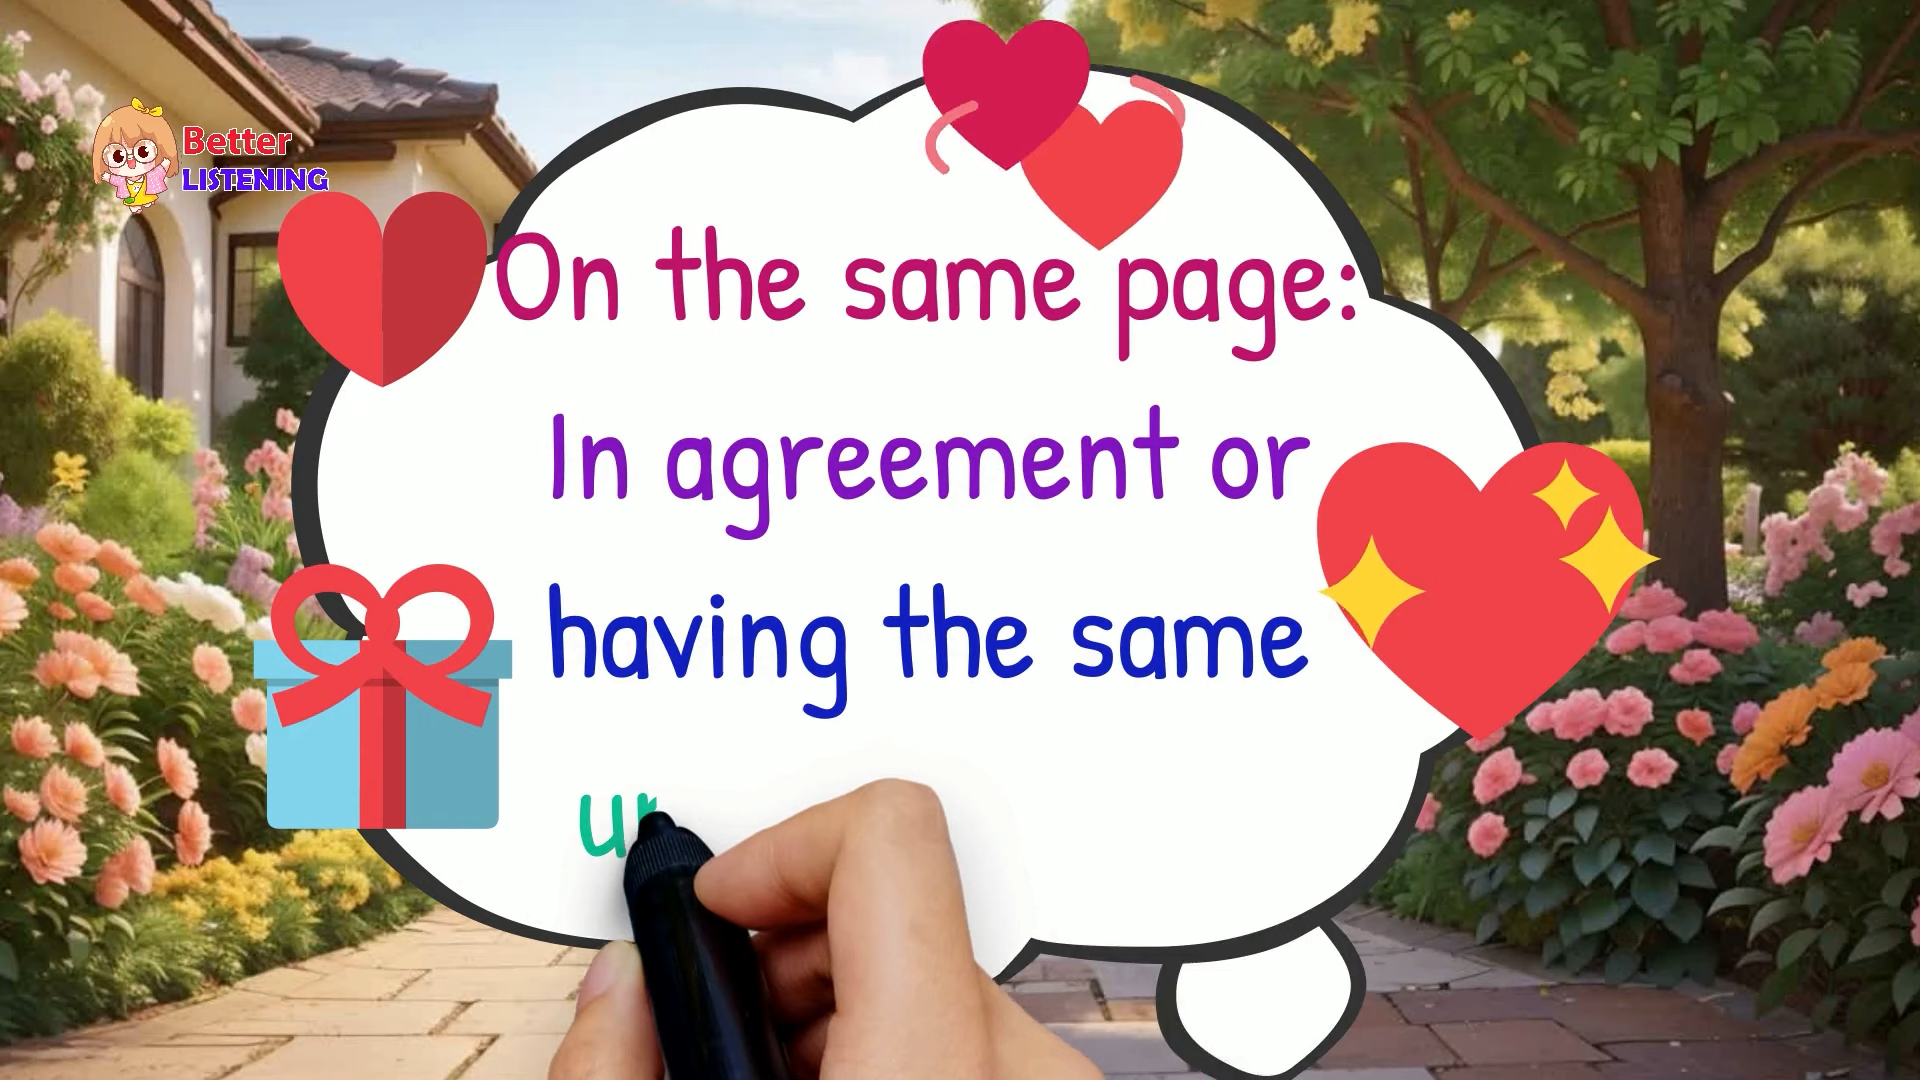 Better
LISTENING
On the same page:
In agreement or
having the same